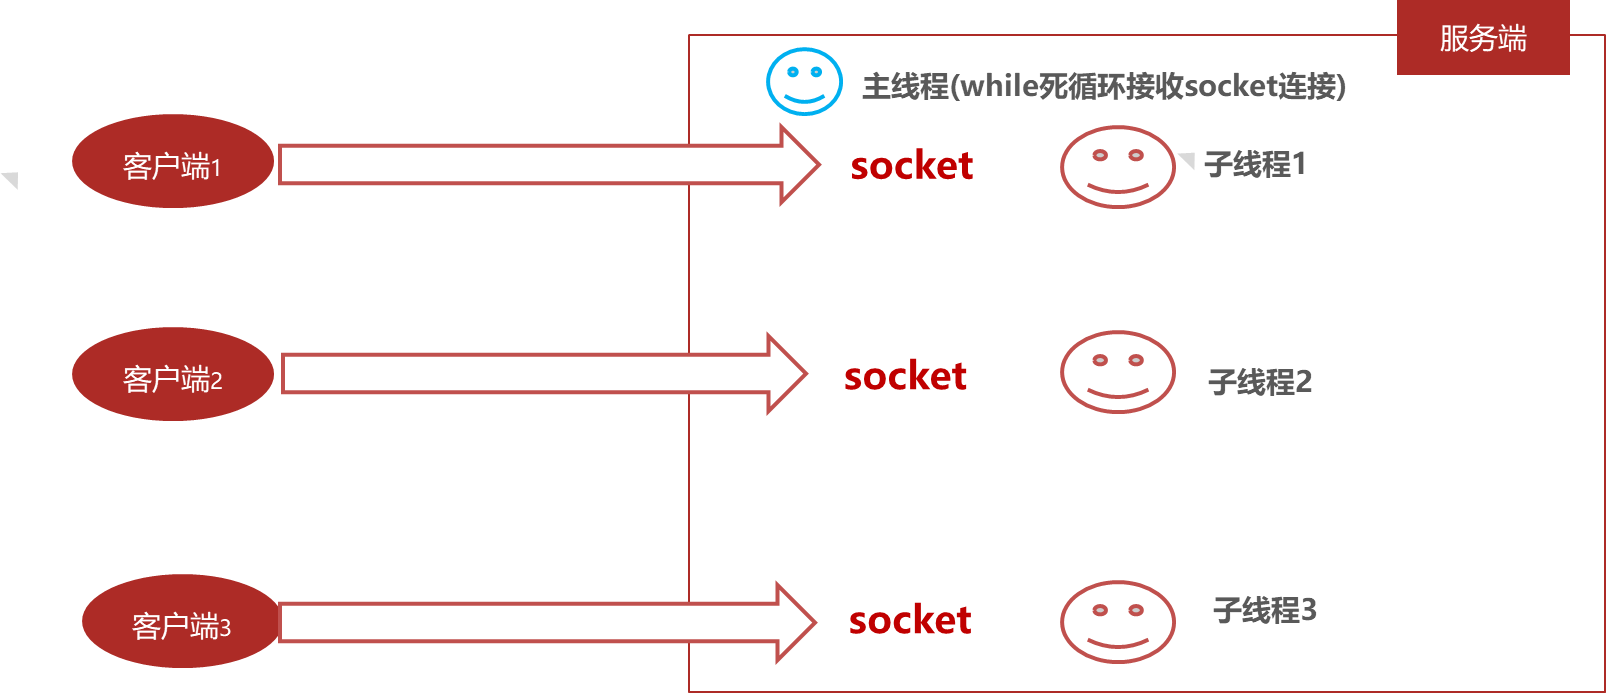 服务端
主线程(while死循环接收socket连接)
客户端1
socket
子线程1
客户端2
socket
子线程2
客户端3
socket
子线程3